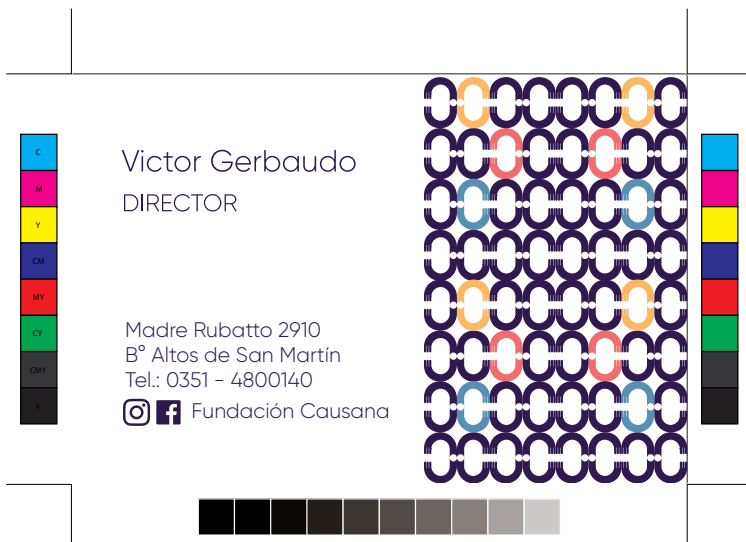 Victor Gerbaudo
DIRECTOR
Madre Rubatto 2910
B° Altos de San Martín
Tel.: 0351 - 4800140
Fundación Causana
C
M
Y
CM
MY
CY
CMY
K